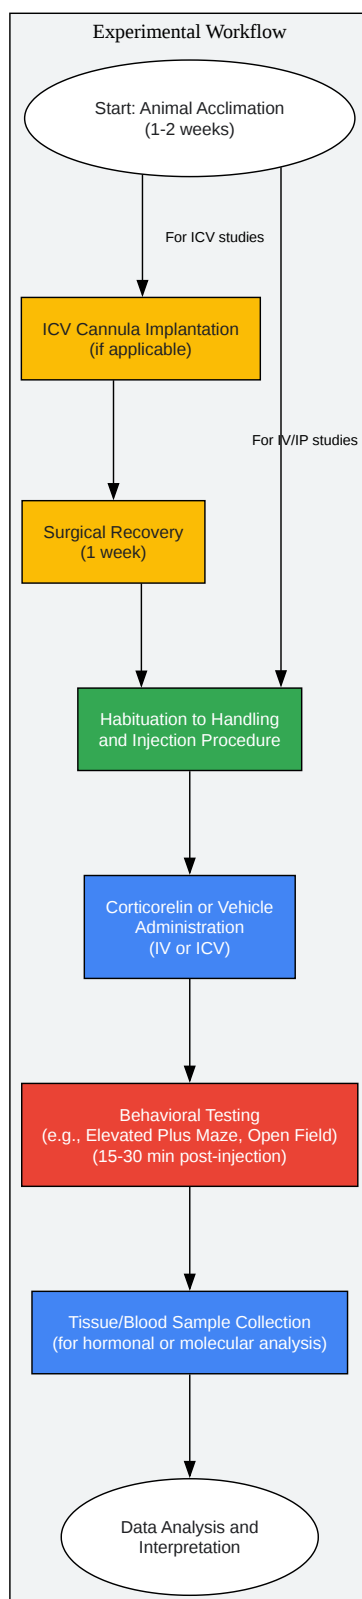 Experimental Workflow
Start: Animal Acclimation
(1-2 weeks)
For ICV studies
ICV Cannula Implantation
(if applicable)
For IV/IP studies
Surgical Recovery
(1 week)
Habituation to Handling
and Injection Procedure
Corticorelin or Vehicle
Administration
(IV or ICV)
Behavioral Testing
(e.g., Elevated Plus Maze, Open Field)
(15-30 min post-injection)
Tissue/Blood Sample Collection
(for hormonal or molecular analysis)
Data Analysis and
Interpretation